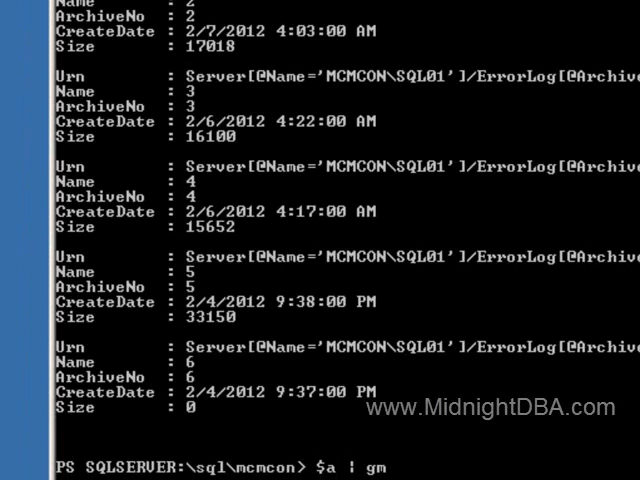 Name : 2
ArchiveNo : 2
CreateDate : 2/7/2012 4:03:00 AM
Size : 17018
Urn : Server[@Name='MCMCON\SQL01']/ErrorLog[@Archive
Name : 3
ArchiveNo : 3
CreateDate : 2/6/2012 4:22:00 AM
Size : 16100
Urn : Server[@Name='MCMCON\SQL01']/ErrorLog[@Archive
Name : 4
ArchiveNo : 4
CreateDate : 2/6/2012 4:17:00 AM
Size : 15652
Urn : Server[@Name='MCMCON\SQL01']/ErrorLog[@Archive
Name : 5
ArchiveNo : 5
CreateDate : 2/4/2012 9:38:00 PM
Size : 33150
Urn : Server[@Name='MCMCON\SQL01']/ErrorLog[@Archive
Name : 6
ArchiveNo : 6
CreateDate : 2/4/2012 9:37:00 PM
Size : 0
www.MidnightDBA.com
PS SQLSERVER:\sql\mcmcon> $a | gm